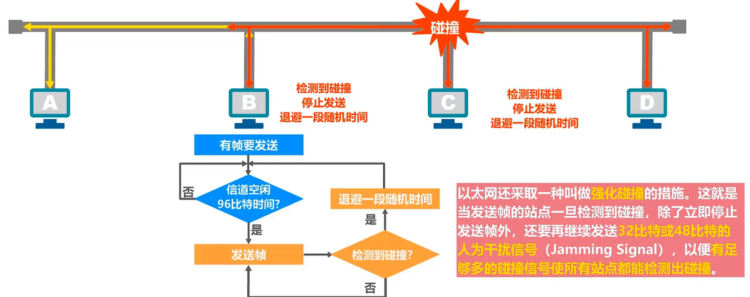 碰撞
A
B
C
D
检测到碰撞
停止发送
退避一段随机时间
检测到碰撞
停止发送
退避一段随机时间
有帧要发送
否
信道空闲
96比特时间?
是
发送帧
退避一段随机时间
是
检测到碰撞?
否
以太网还采取一种叫做强化碰撞的措施。这就是
当发送帧的站点一旦检测到碰撞，除了立即停止
发送帧外，还要再继续发送32比特或48比特的
人为干扰信号（Jamming Signal），以便有足
够多的碰撞信号使所有站点都能检测出碰撞。